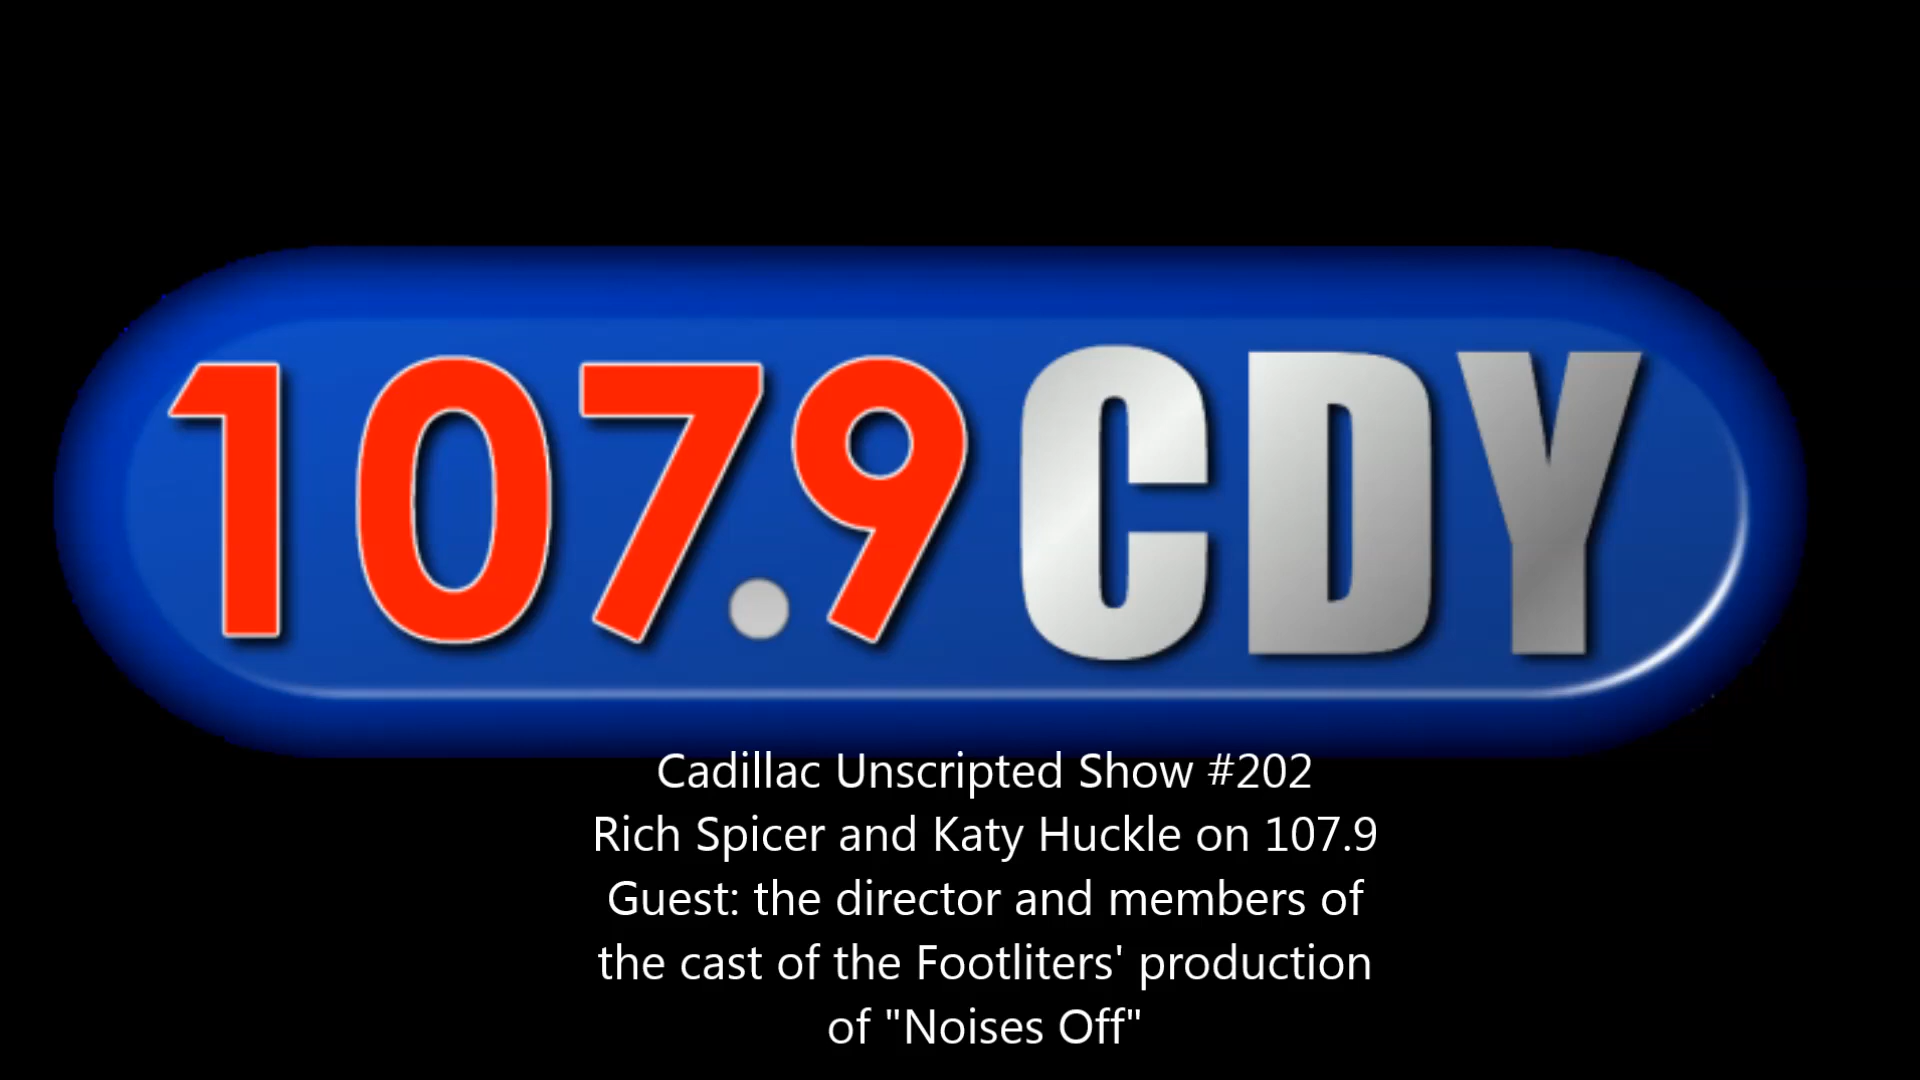 107.9 CDY
Cadillac Unscripted Show #202
Rich Spicer and Katy Huckle on 107.9
Guest: the director and members of
the cast of the Footliters' production
of "Noises Off"